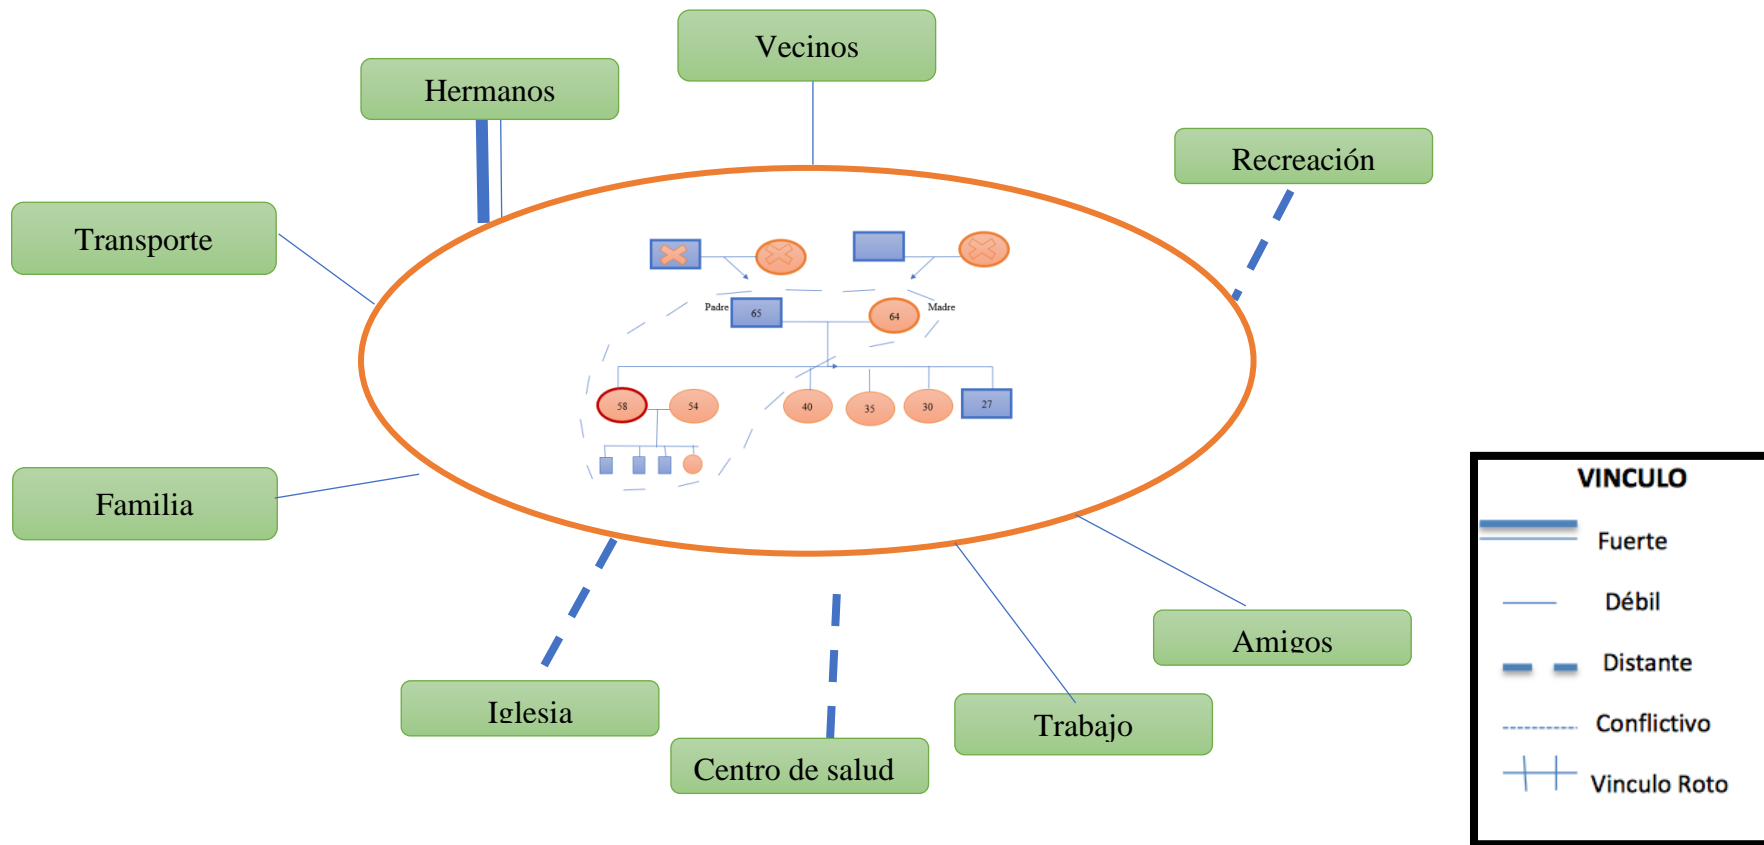 Vecinos
Hermanos
Recreación
Transporte
Padre
65
64
Madre
58
54
40
35
30
27
Familia
VINCULO
Fuerte
Débil
Distante
Conflictivo
Vinculo Roto
Amigos
Iglesia
Trabajo
Centro de salud